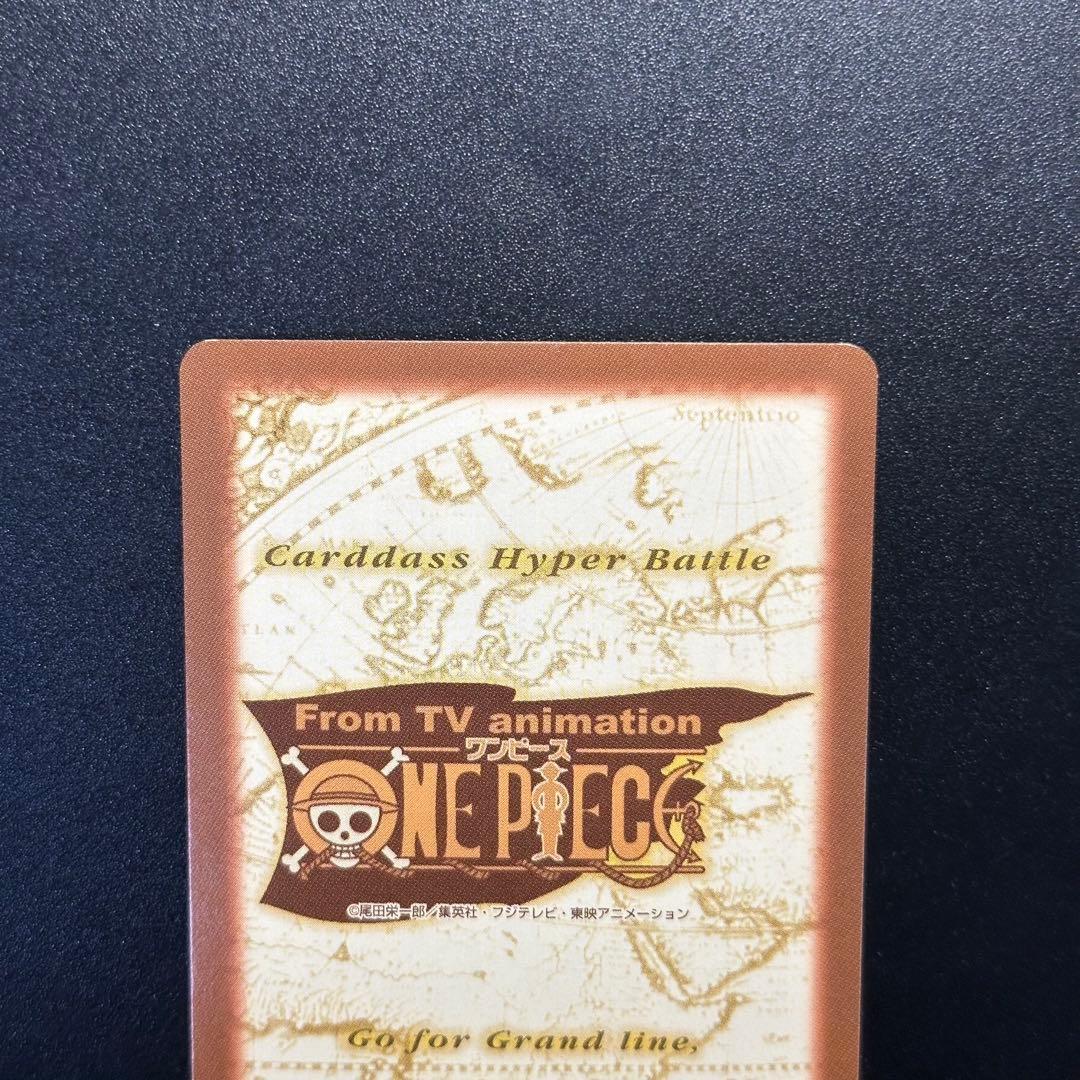 Septentrio
Carddass Hyper Battle
TLAN
From TV animation
ワンピース
ONE PIECE
©尾田栄一郎／集英社・フジテレビ・東映アニメーション
Go for Grand line,